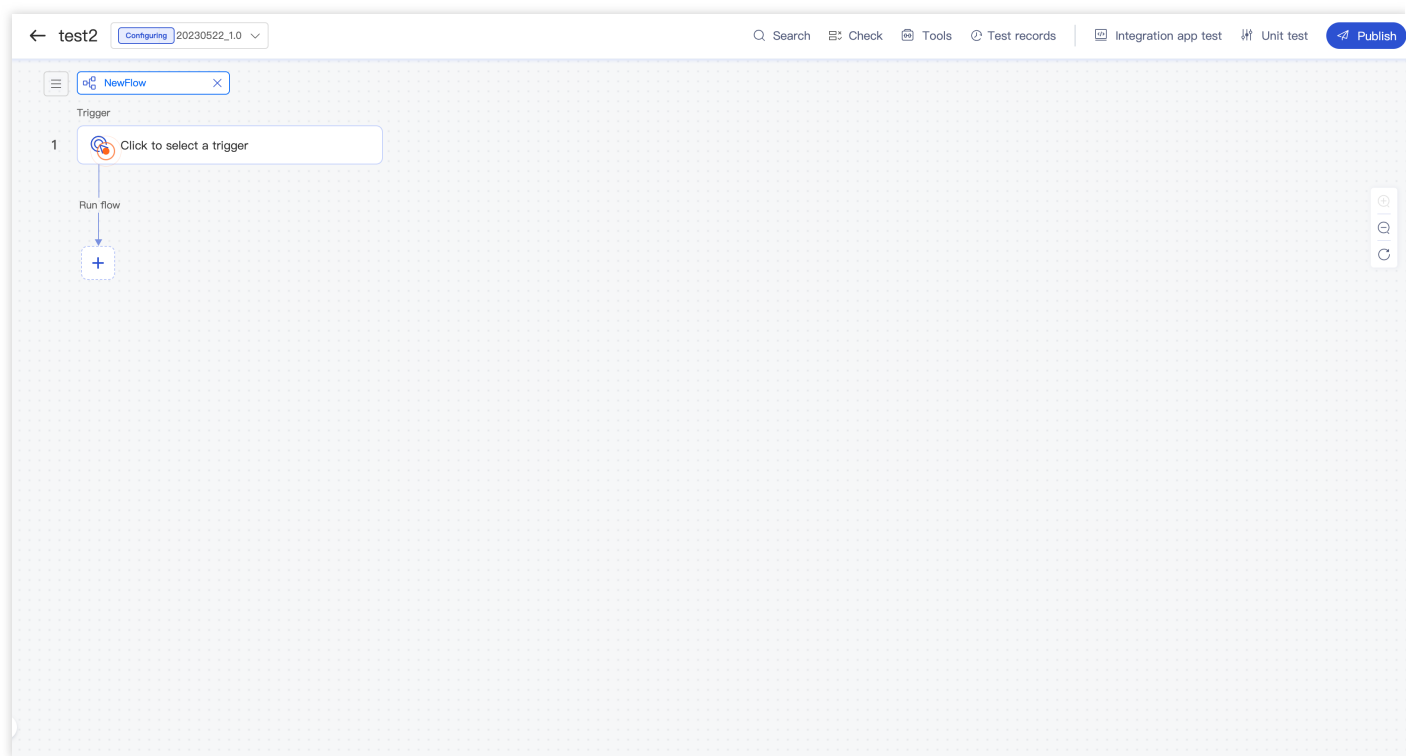 test2 Configuring 20230522_1.0 Search Check Tools Test records Integration app test Unit test Publish
NewFlow
Trigger
1 Click to select a trigger
Run flow